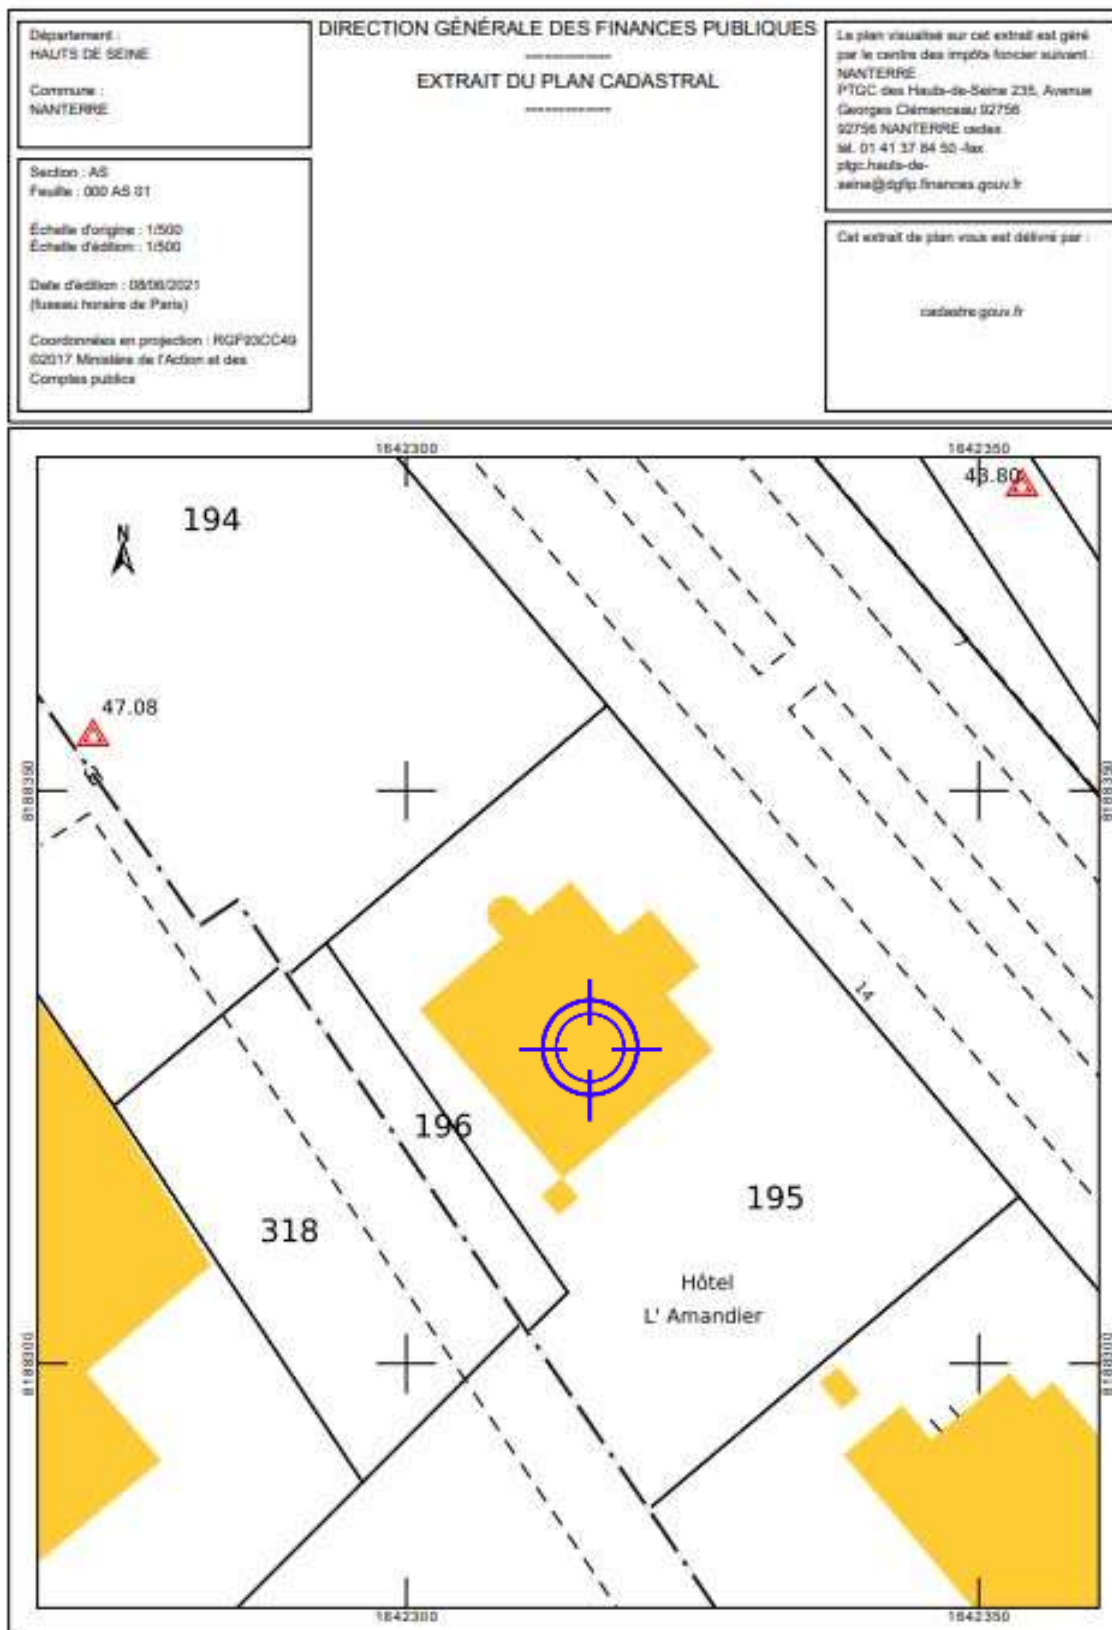 Département :
HAUTS DE SEINE
Commune :
NANTERRE
Section : AS
Feuille : 000 AS 01
Échelle d'origine : 1/500
Échelle d'édition : 1/500
Date d'édition : 08/06/2021
(fuseau horaire de Paris)
Coordonnées en projection : RGF93CC49
©2017 Ministère de l'Action et des
Comptes publics
DIRECTION GÉNÉRALE DES FINANCES PUBLIQUES
-------------------
EXTRAIT DU PLAN CADASTRAL
-------------------
Le plan visualisé sur cet extrait est géré
par le centre des impôts foncier suivant :
NANTERRE
PTGC des Hauts-de-Seine 235, Avenue
Georges Clémenceau 92756
92756 NANTERRE cedex
tél. 01 41 37 84 50 -fax
ptgc.hauts-de-
seine@dgfip.finances.gouv.fr
Cet extrait de plan vous est délivré par :
cadastre.gouv.fr
1642300
1642350
43.80
194
N
47.08
8188350
8188350
14
196
195
318
Hôtel
L' Amandier
8188300
8188300
1642300
1642350